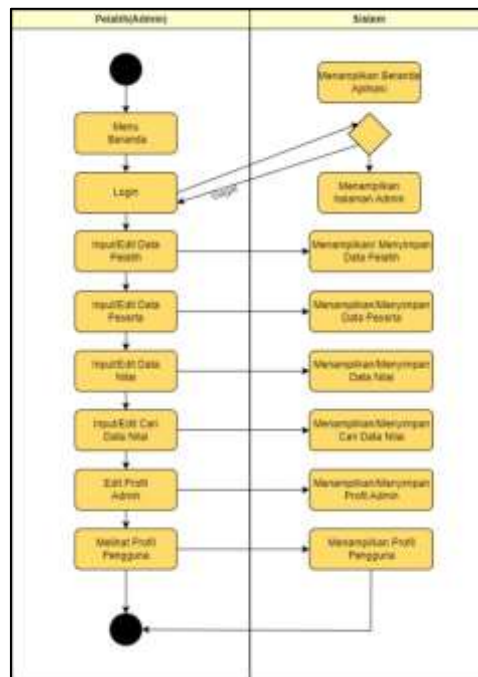 Pelatih(Admin)
Sistem
Menampilkan Beranda
Aplikasi
Menu
Beranda
Login
Gagal
Menampilkan
halaman Admin
Input/Edit Data
Pelatih
Menampilkan/ Menyimpan
Data Pelatih
Input/Edit Data
Peserta
Menampilkan/Menyimpan
Data Peserta
Input/Edit Data
Nilai
Menampilkan/Menyimpan
Data Nilai
Input/Edit Cari
Data Nilai
Menampilkan/Menyimpan
Cari Data Nilai
Edit Profil
Admin
Menampilkan/Menyimpan
Profil Admin
Melihat Profil
Pengguna
Menampilkan Profil
Pengguna